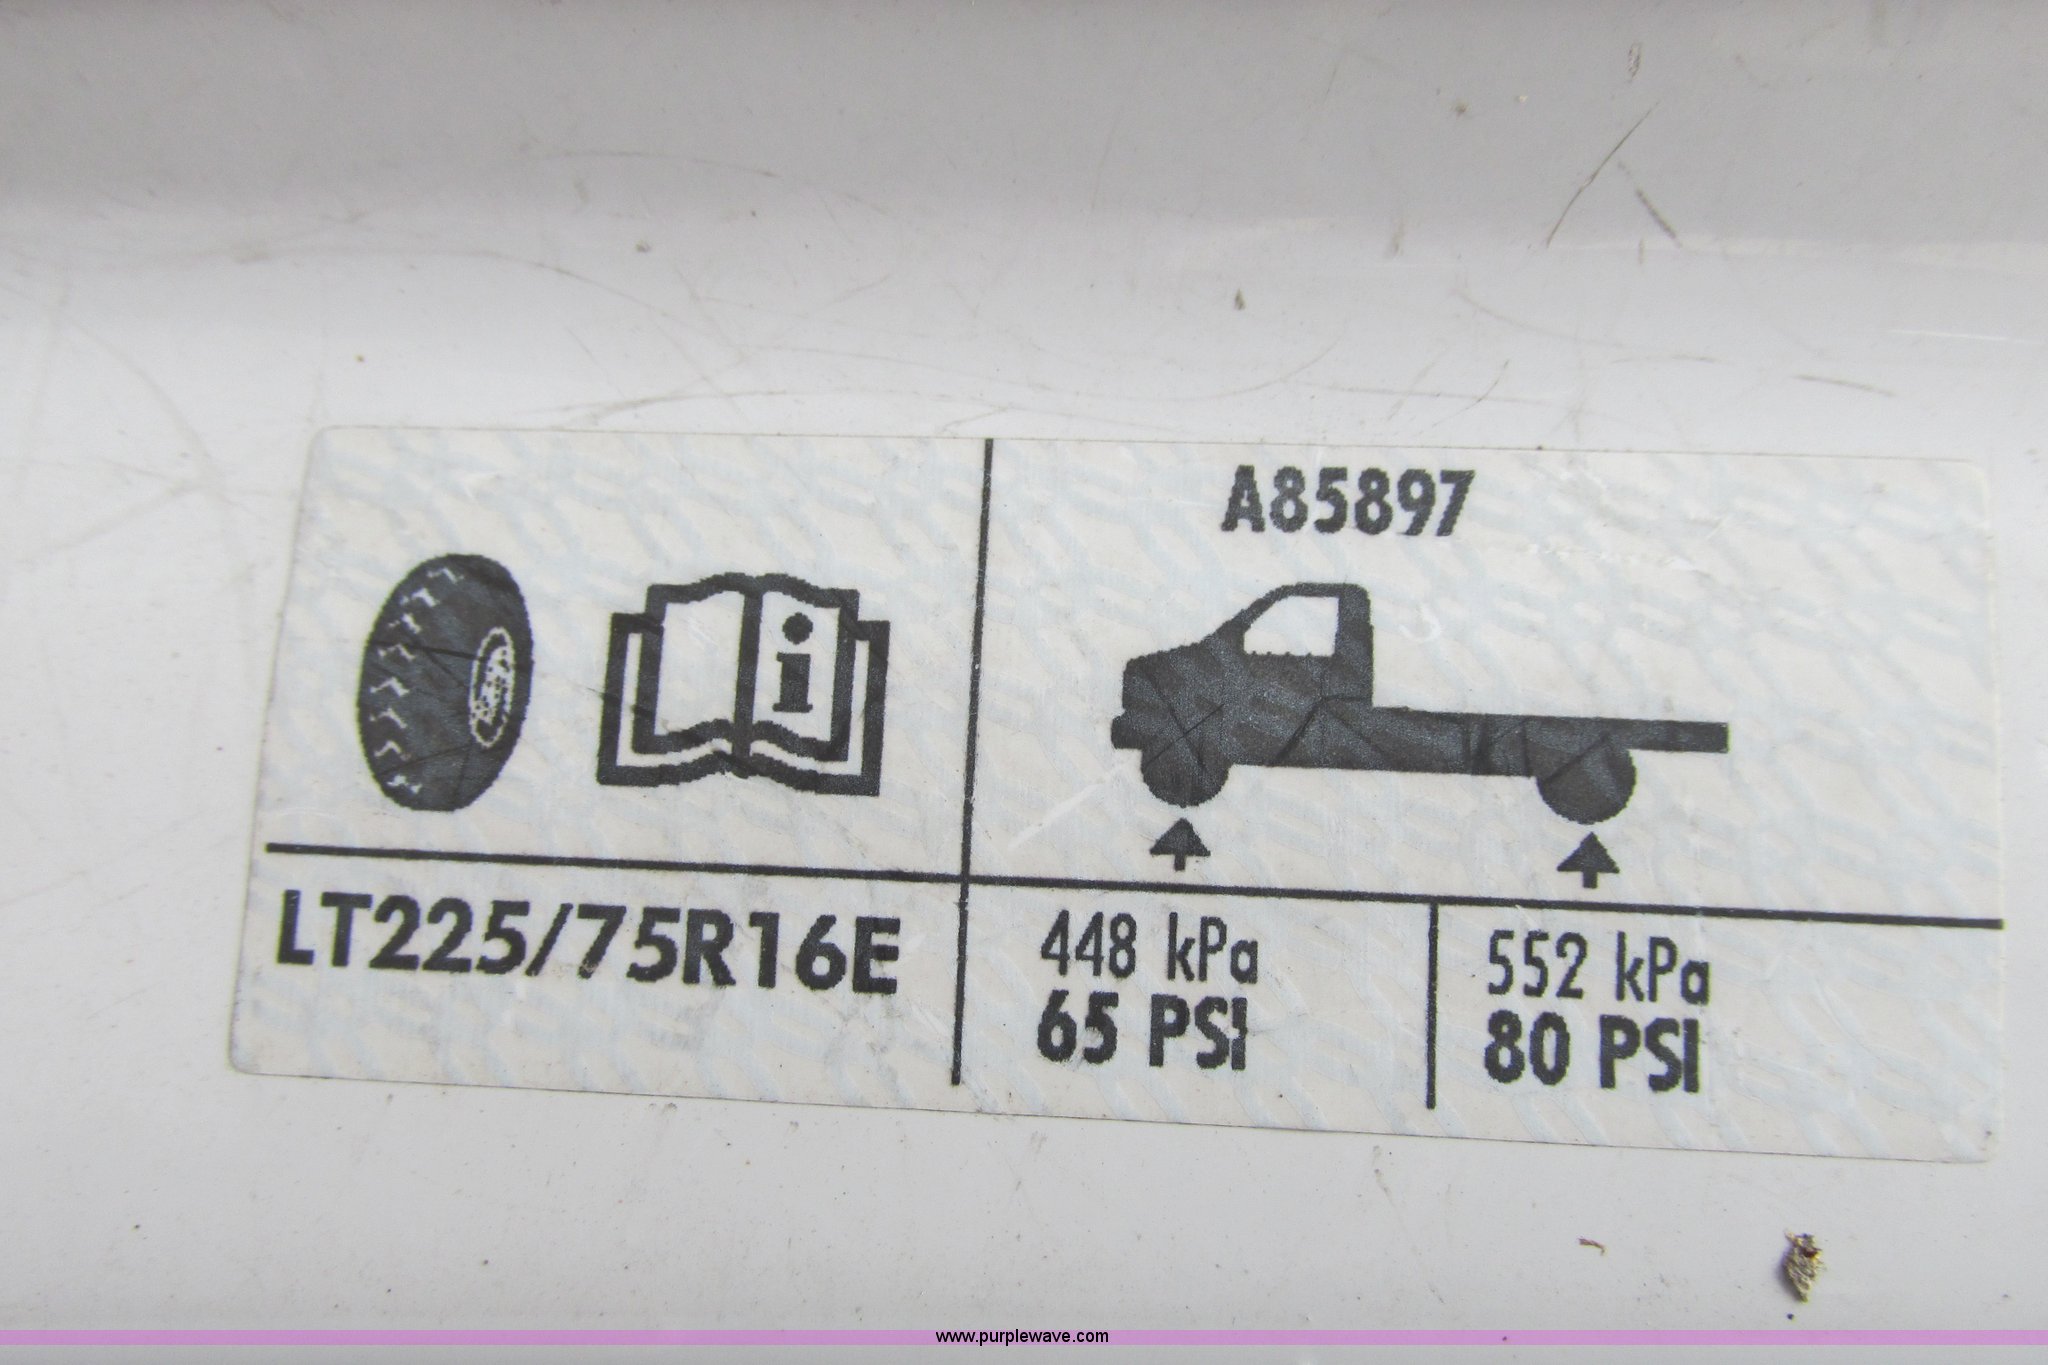 A85897
i
LT225/75R16E
448 kPa
65 PSI
552 kPa
80 PSI
www.purplewave.com